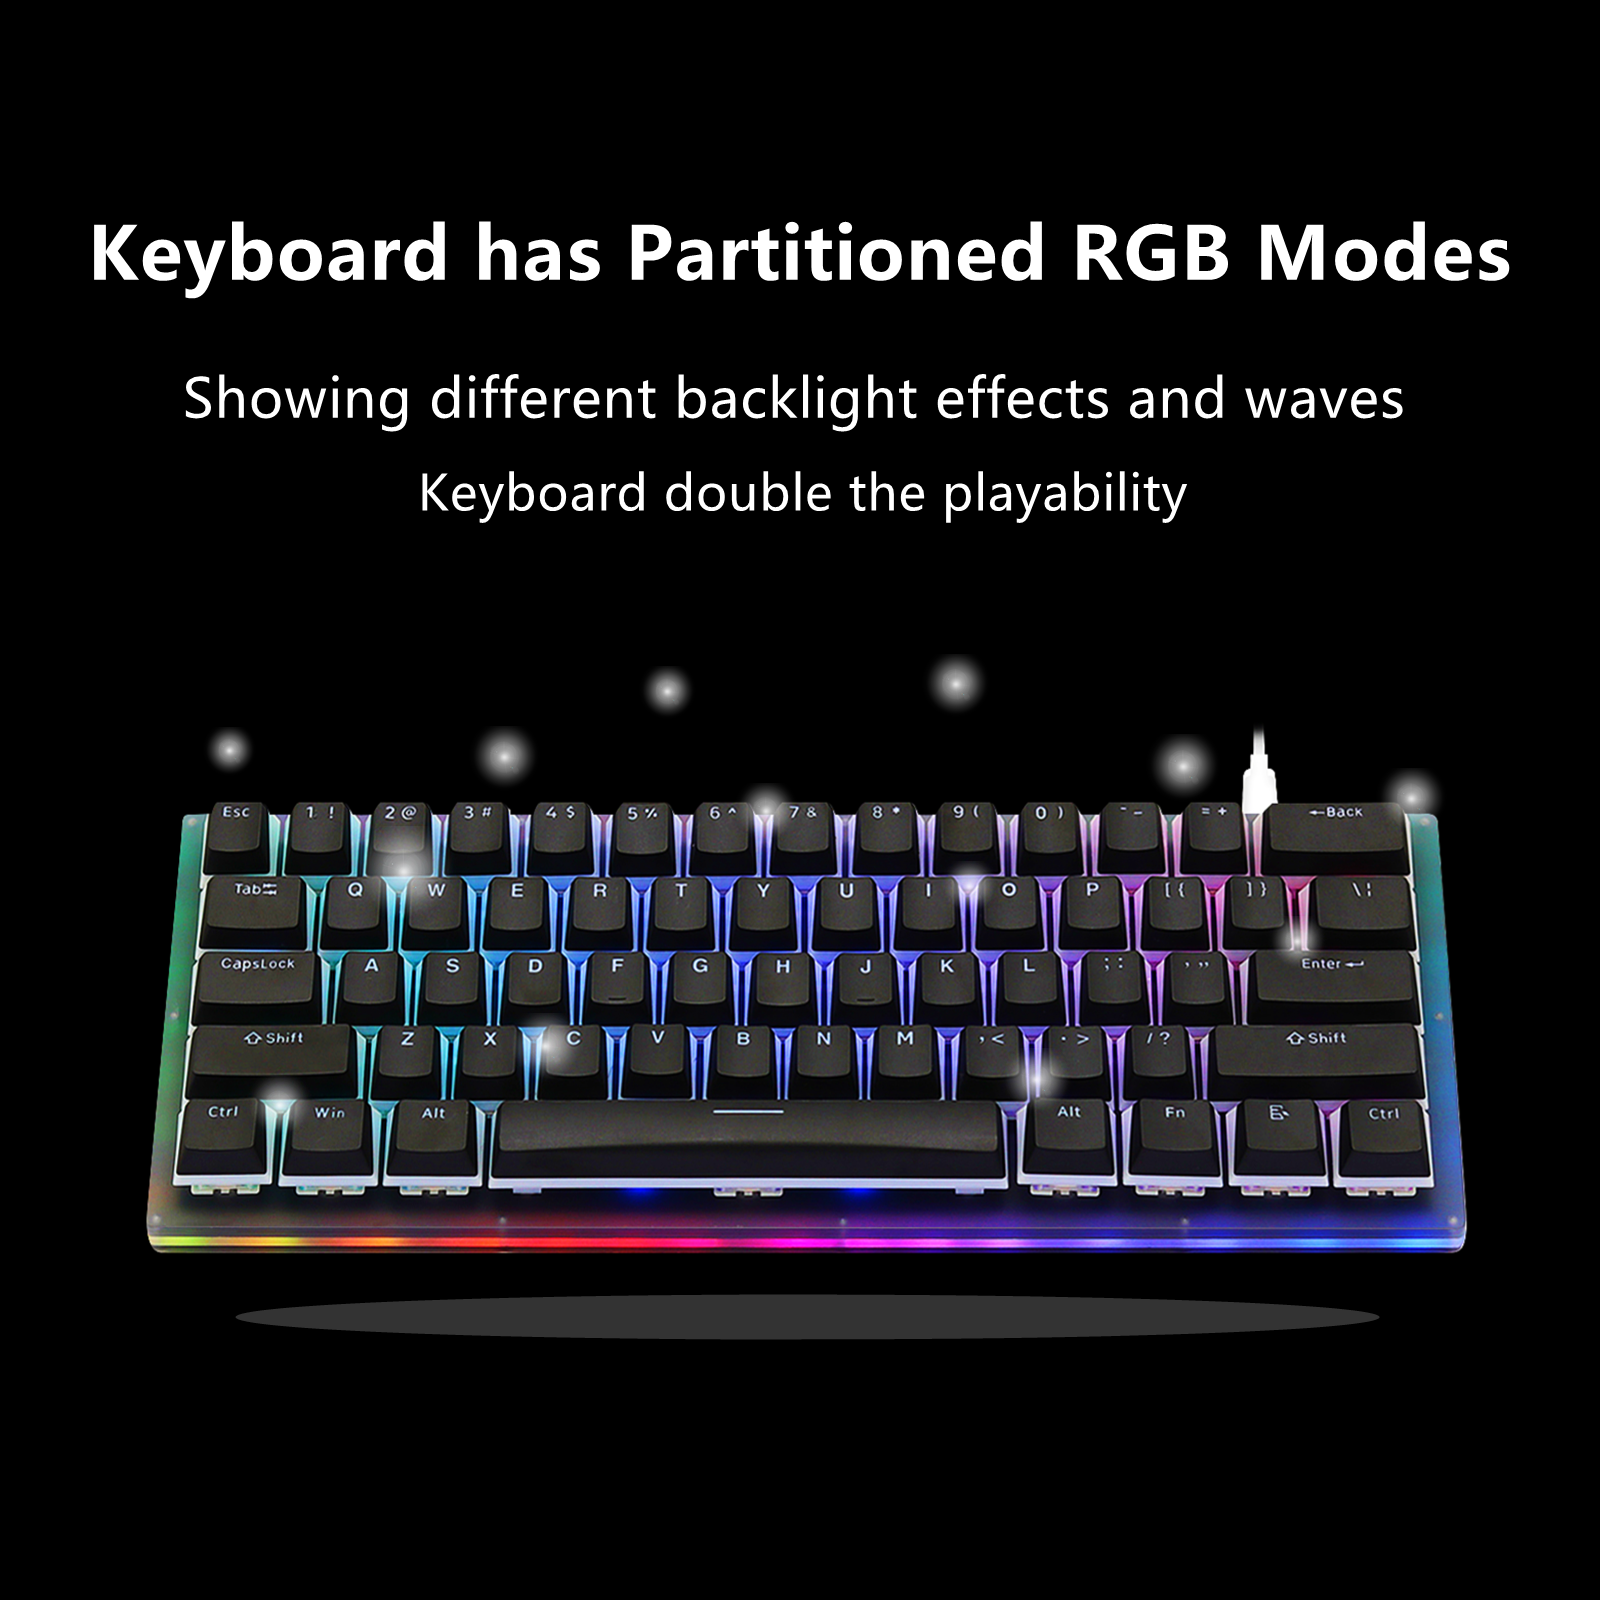 Keyboard has Partitioned RGB Modes
Showing different backlight effects and waves
Keyboard double the playability
Esc 1 ! 2 @ 3 # 4 $ 5 % 6 ^ 7 & 8 * 9 ( 0 ) - _ = + ←Back
Tab Q W E R T Y U I O P [ { ] } \ ¦
CapsLock A S D F G H J K L ; : ' " Enter
Shift Z X C V B N M , < . > / ? Shift
Ctrl Win Alt Alt Fn Ctrl